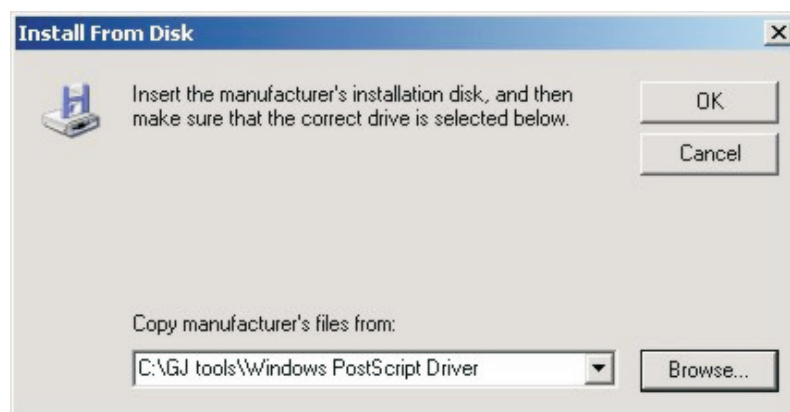 Install From Disk
Insert the manufacturer's installation disk, and then
make sure that the correct drive is selected below.
OK
Cancel
Copy manufacturer's files from:
C:\GJ tools\Windows PostScript Driver
Browse...